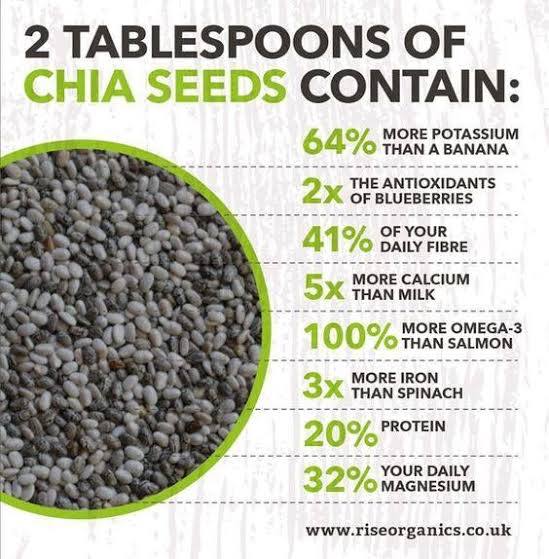 2 TABLESPOONS OF
CHIA SEEDS CONTAIN:
64% MORE POTASSIUM
THAN A BANANA
2x THE ANTIOXIDANTS
OF BLUEBERRIES
41% OF YOUR
DAILY FIBRE
5x MORE CALCIUM
THAN MILK
100% MORE OMEGA-3
THAN SALMON
3x MORE IRON
THAN SPINACH
20% PROTEIN
32% YOUR DAILY
MAGNESIUM
www.riseorganics.co.uk